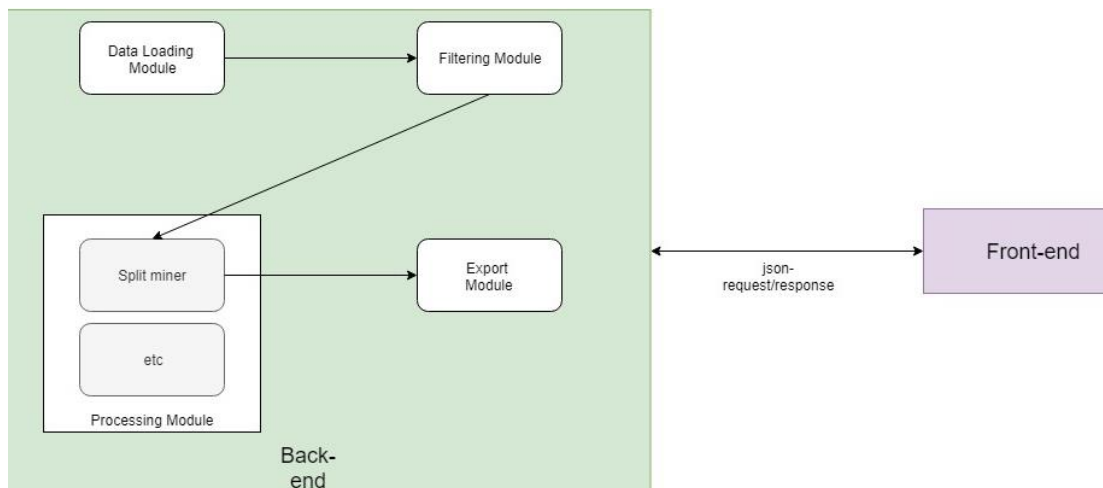 Data Loading
Module
Filtering Module
Split miner
etc
Processing Module
Export
Module
Back-
end
json-
request/response
Front-end